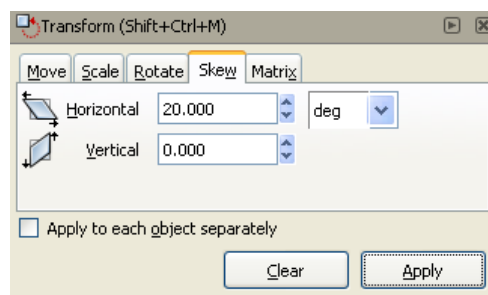 Transform (Shift+Ctrl+M)
Move Scale Rotate Skew Matrix
Horizontal 20.000 deg
Vertical 0.000
Apply to each object separately
Clear Apply